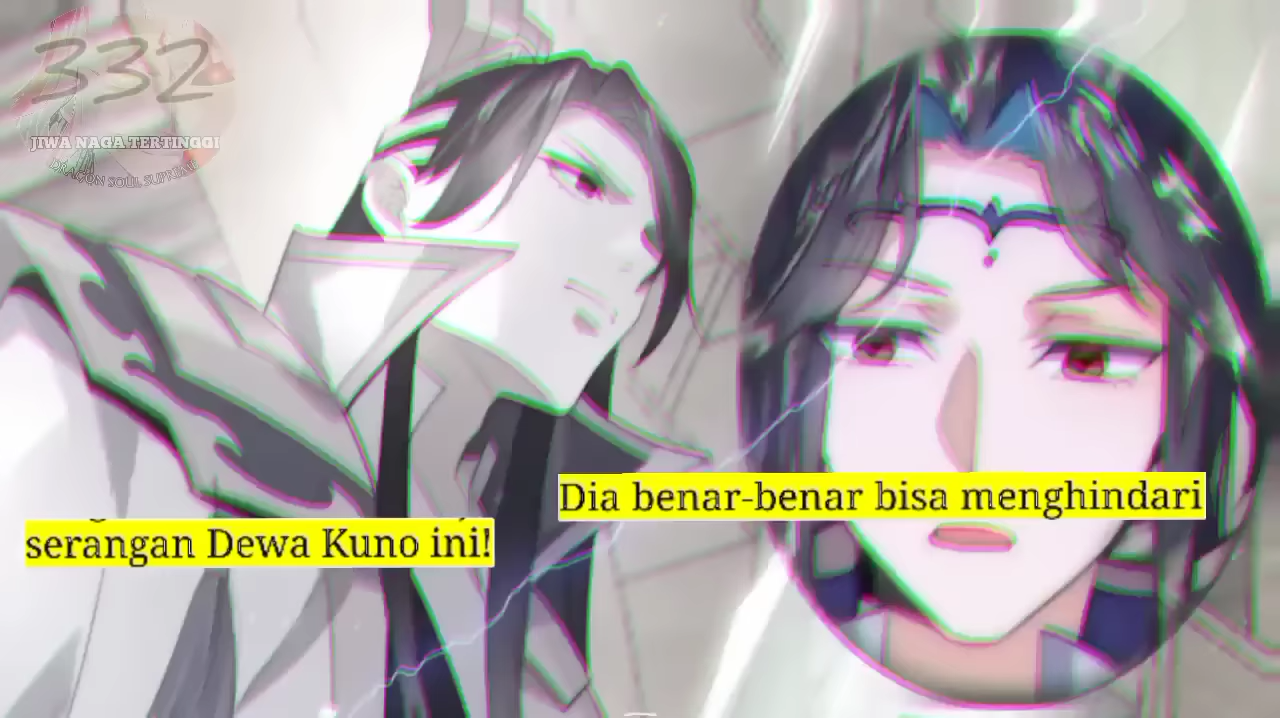 332
JIWA NAGA TERTINGGI
DRAGON SOUL SUPREME
Dia benar-benar bisa menghindari
serangan Dewa Kuno ini!